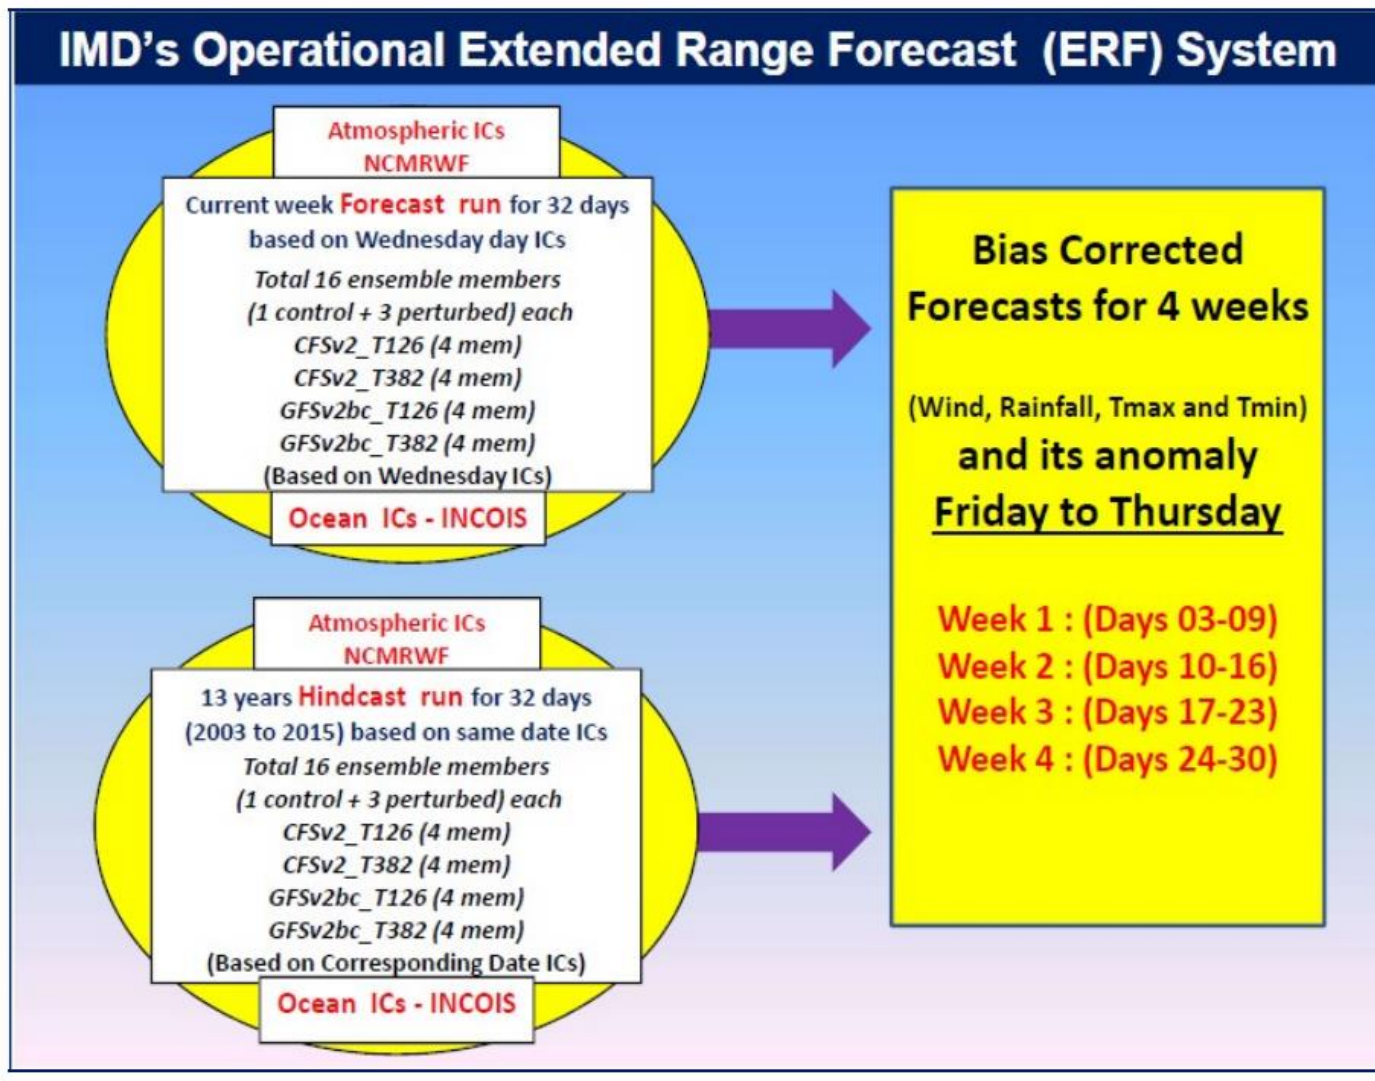 IMD's Operational Extended Range Forecast (ERF) System
Atmospheric ICs
NCMRWF
Current week Forecast run for 32 days
based on Wednesday day ICs
Total 16 ensemble members
(1 control + 3 perturbed) each
CFSv2_T126 (4 mem)
CFSv2_T382 (4 mem)
GFSv2bc_T126 (4 mem)
GFSv2bc_T382 (4 mem)
(Based on Wednesday ICs)
Ocean ICs - INCOIS
Atmospheric ICs
NCMRWF
13 years Hindcast run for 32 days
(2003 to 2015) based on same date ICs
Total 16 ensemble members
(1 control + 3 perturbed) each
CFSv2_T126 (4 mem)
CFSv2_T382 (4 mem)
GFSv2bc_T126 (4 mem)
GFSv2bc_T382 (4 mem)
(Based on Corresponding Date ICs)
Ocean ICs - INCOIS
Bias Corrected
Forecasts for 4 weeks
(Wind, Rainfall, Tmax and Tmin)
and its anomaly
Friday to Thursday
Week 1 : (Days 03-09)
Week 2 : (Days 10-16)
Week 3 : (Days 17-23)
Week 4 : (Days 24-30)